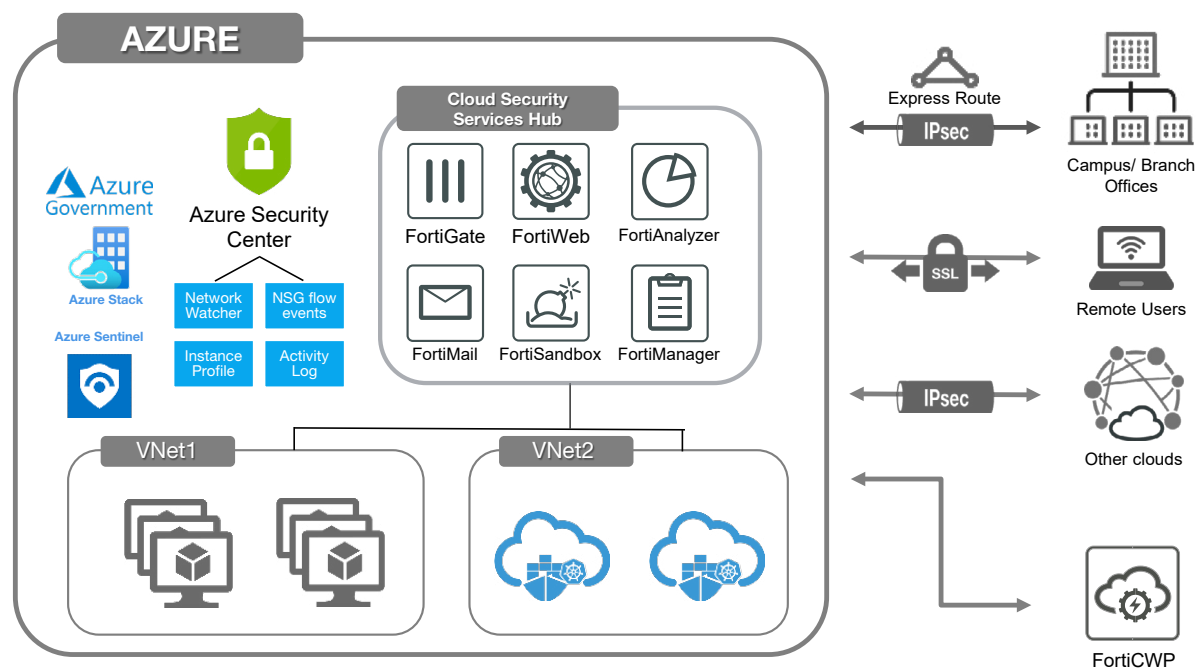 AZURE
Cloud Security
Services Hub
Azure
Government
Azure Stack
Azure Sentinel
Azure Security
Center
Network
Watcher
NSG flow
events
Instance
Profile
Activity
Log
FortiGate
FortiWeb
FortiAnalyzer
FortiMail
FortiSandbox
FortiManager
VNet1
VNet2
Express Route
IPsec
Campus/ Branch
Offices
SSL
Remote Users
IPsec
Other clouds
FortiCWP